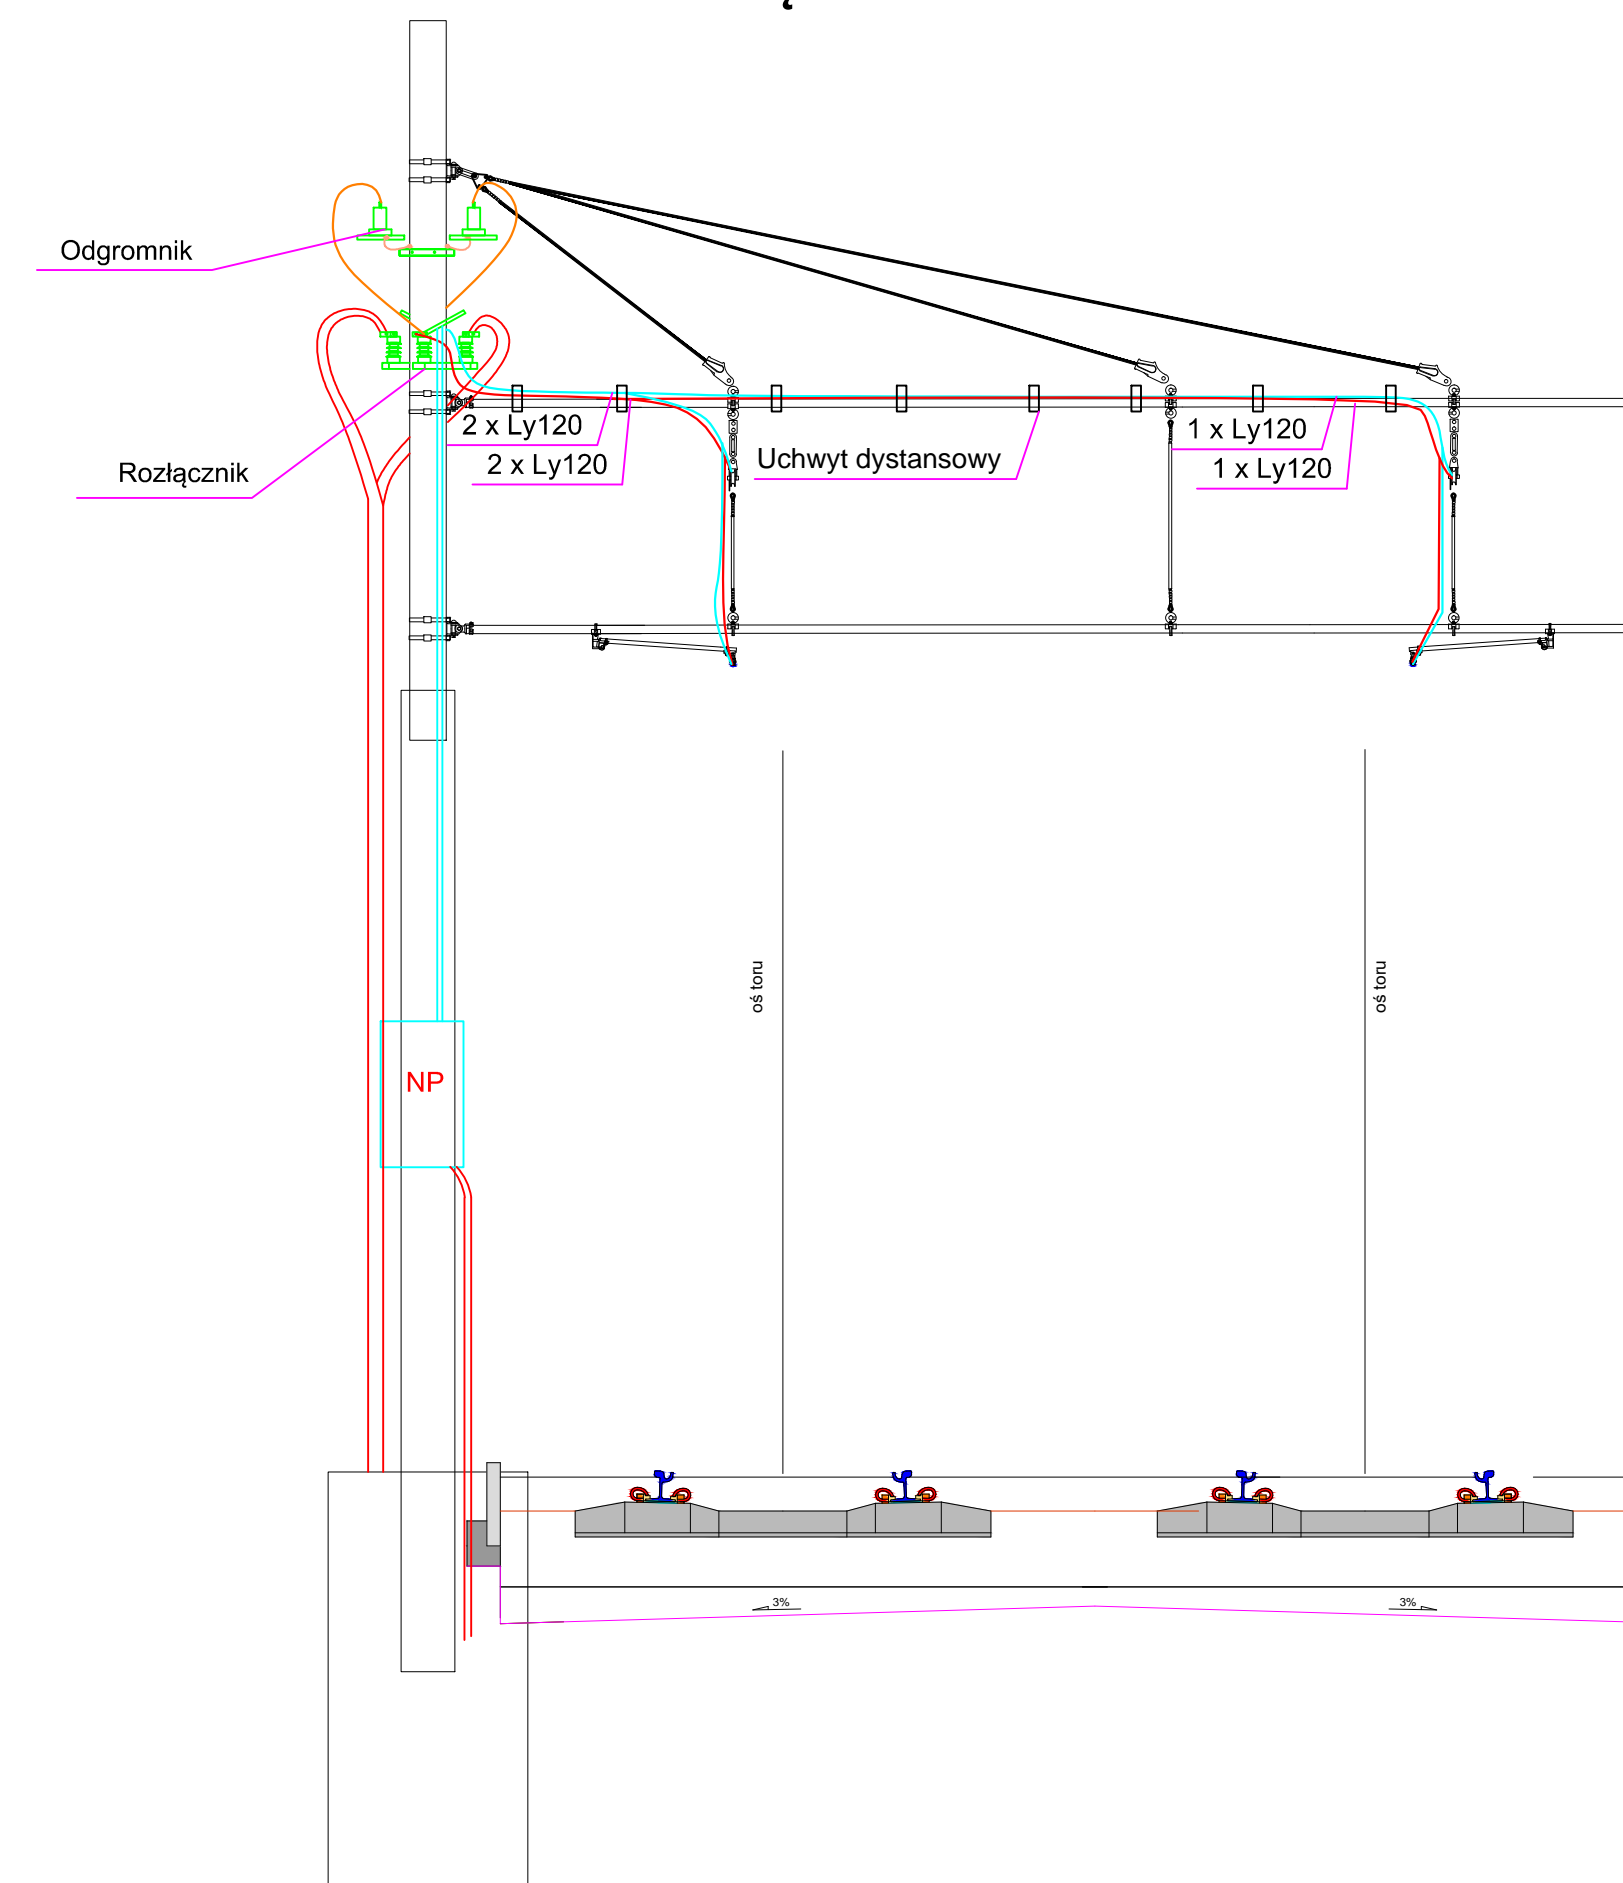 Odgromnik
2 x Ly120
1 x Ly120
2 x Ly120
Uchwyt dystansowy
1 x Ly120
Rozłącznik
oś toru
oś toru
NP
3%
3%